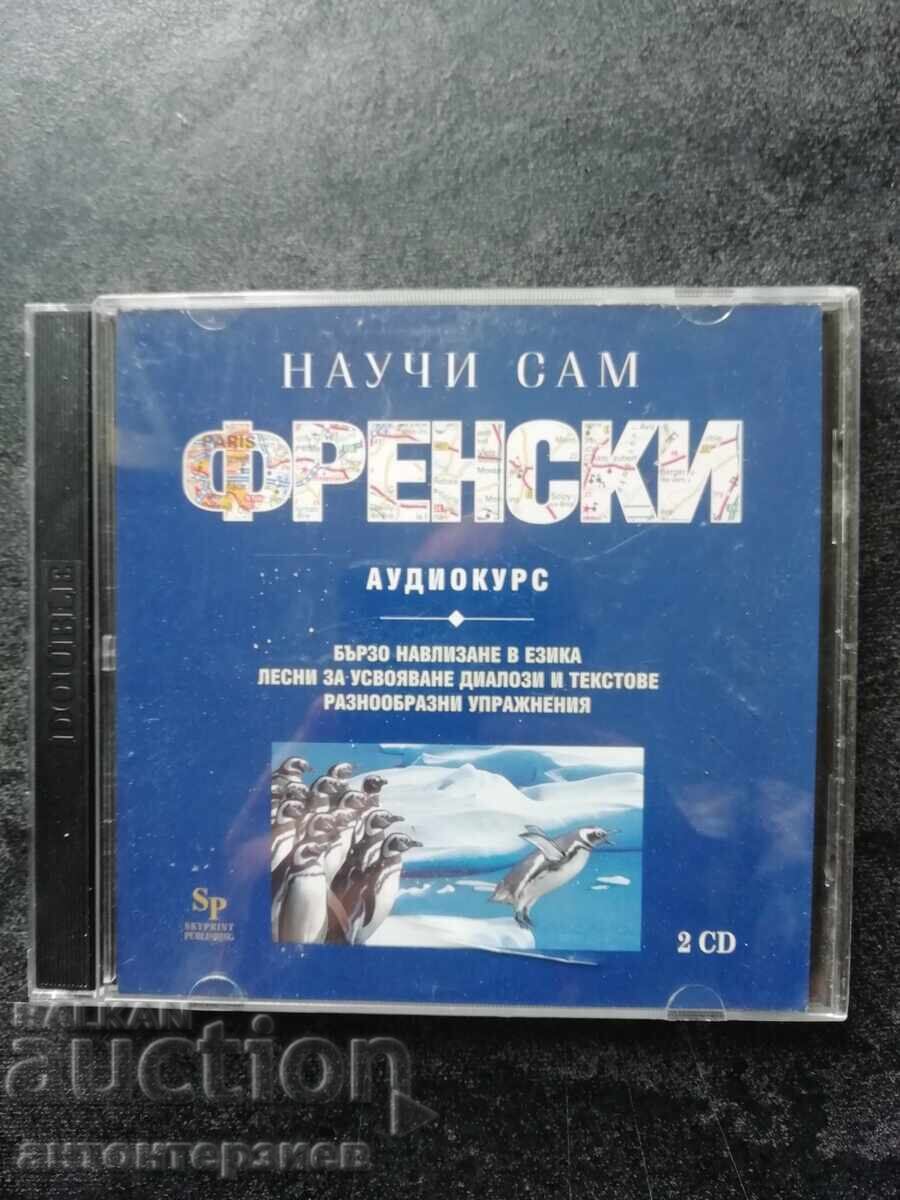 НАУЧИ САМ
ФРЕНСКИ
PARIS
АУДИОКУРС
БЪРЗО НАВЛИЗАНЕ В ЕЗИКА
ЛЕСНИ ЗА УСВОЯВАНЕ ДИАЛОЗИ И ТЕКСТОВЕ
РАЗНООБРАЗНИ УПРАЖНЕНИЯ
DOUBLE
SP
SKYPRINT
PUBLISHING
2 CD
BALKAN
auction
антонтерзиев